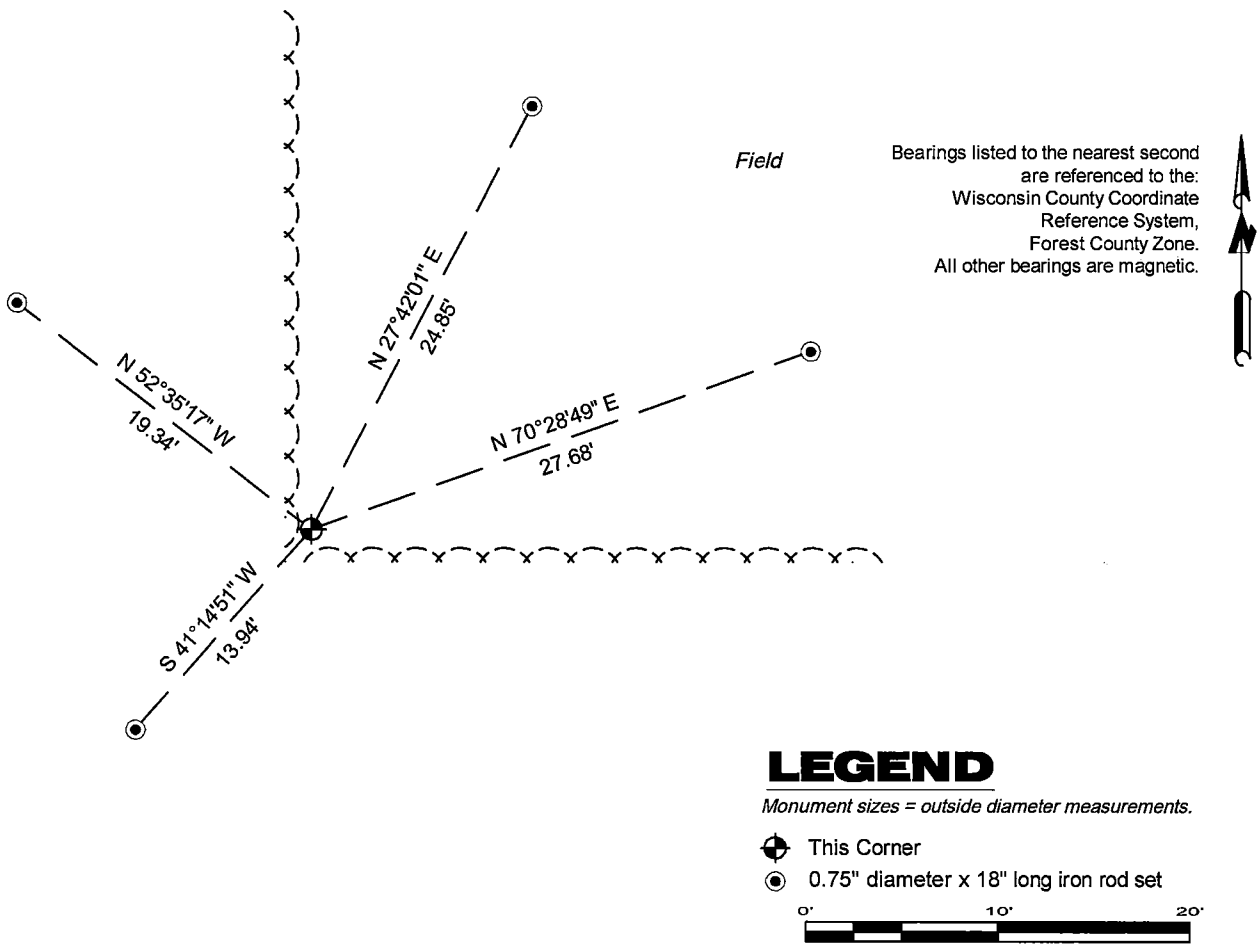 Field
Bearings listed to the nearest second
are referenced to the:
Wisconsin County Coordinate
Reference System,
Forest County Zone.
All other bearings are magnetic.
N
N 27°42'01" E
24.85'
N 52°35'17" W
19.34'
N 70°28'49" E
27.68'
S 41°14'51" W
13.94'
LEGEND
Monument sizes = outside diameter measurements.
This Corner
0.75" diameter x 18" long iron rod set
0' 10' 20'